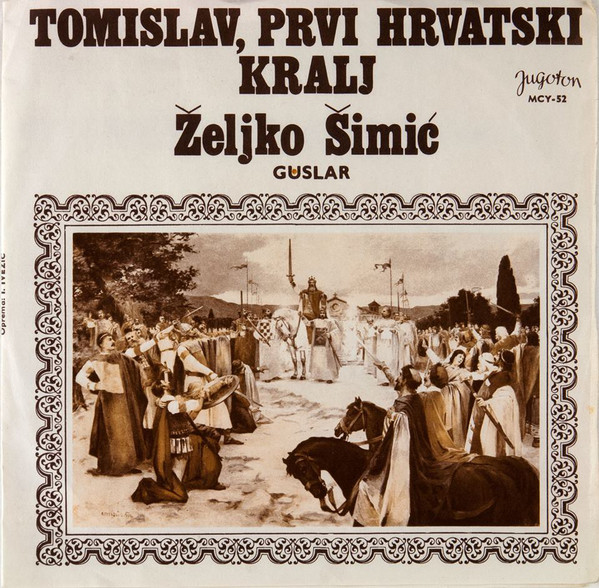 TOMISLAV, PRVI HRVATSKI
KRALJ
Jugoton
MCY-52
Željko Šimić
GUSLAR
Oprema: I. IVEZIĆ